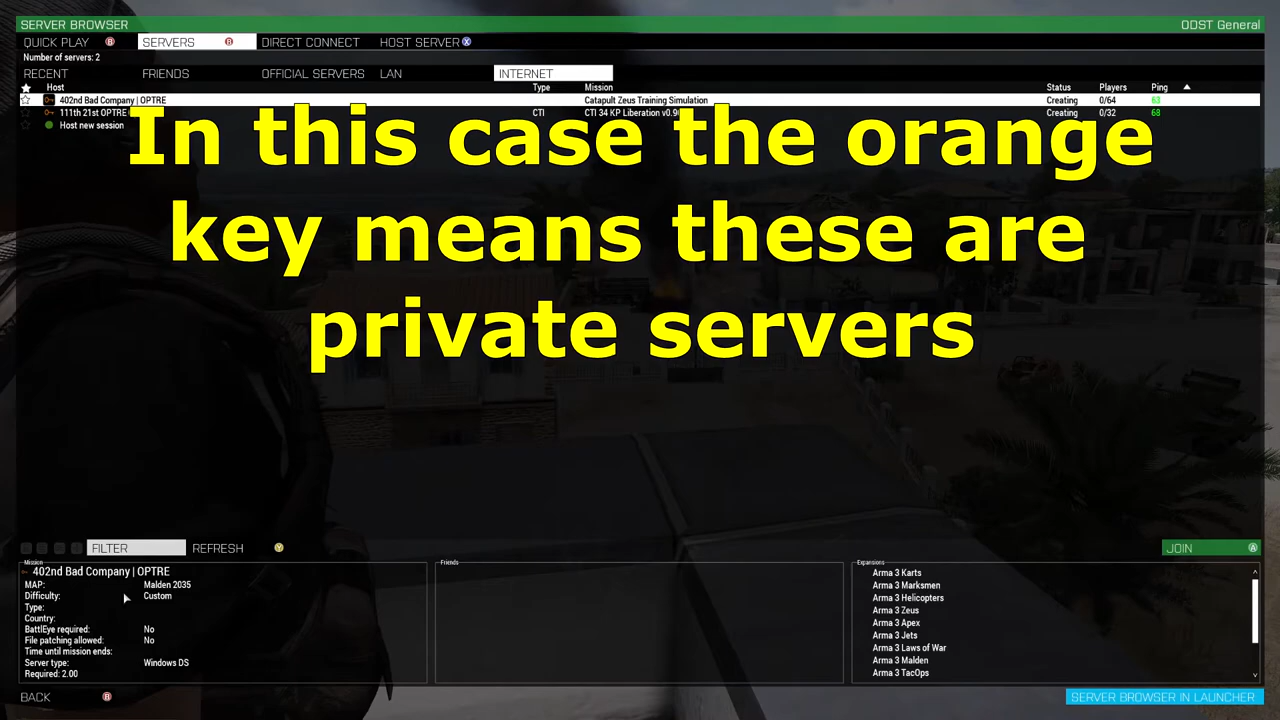 SERVER BROWSER ODST General
QUICK PLAY B SERVERS B DIRECT CONNECT HOST SERVER X
Number of servers: 2
RECENT FRIENDS OFFICIAL SERVERS LAN INTERNET
Host Type Mission Status Players Ping
402nd Bad Company | OPTRE Catapult Zeus Training Simulation Creating 0/64 63
111th 21st OPTRE CTI CTI 34 KP Liberation Creating 0/32 68
Host new session
In this case the orange
key means these are
private servers
FILTER REFRESH Y JOIN A
Mission
402nd Bad Company | OPTRE
MAP: Malden 2035
Difficulty: Custom
Type:
Country:
BattlEye required: No
File patching allowed: No
Time until mission ends:
Server type: Windows DS
Required: 2.00
Friends
Expansions
Arma 3 Karts
Arma 3 Marksmen
Arma 3 Helicopters
Arma 3 Zeus
Arma 3 Apex
Arma 3 Jets
Arma 3 Laws of War
Arma 3 Malden
Arma 3 TacOps
BACK B SERVER BROWSER IN LAUNCHER